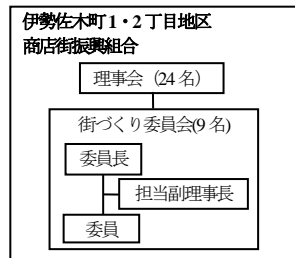 伊勢佐木町1・2丁目地区
商店街振興組合
理事会（24名）
街づくり委員会(9名)
委員長
担当副理事長
委員